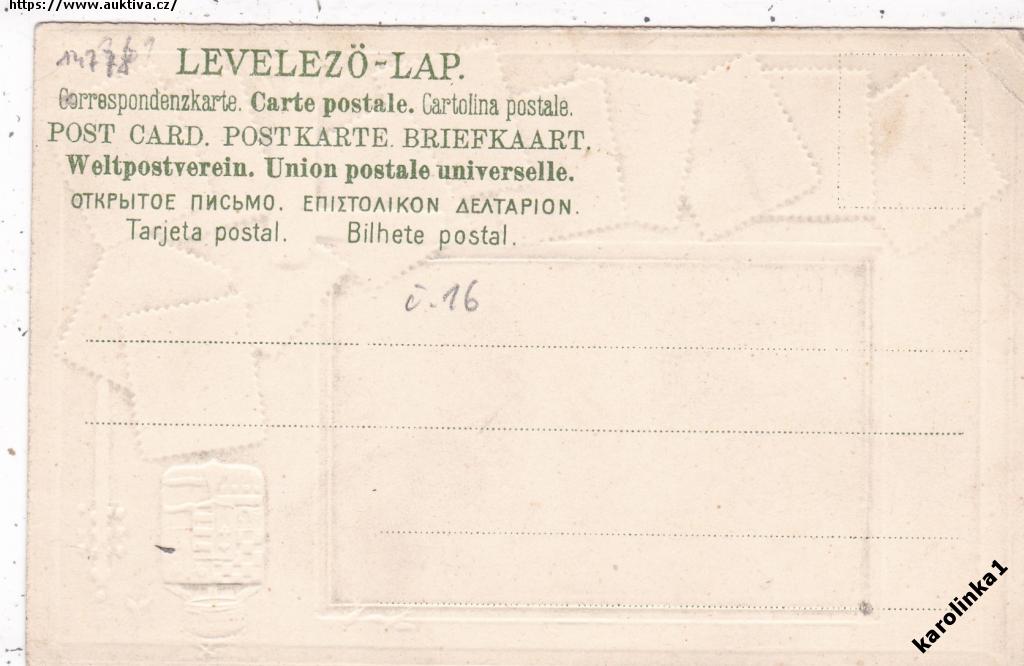 https://www.auktiva.cz/
LEVELEZÖ-LAP.
Correspondenzkarte. Carte postale. Cartolina postale.
POST CARD. POSTKARTE. BRIEFKAART.
Weltpostverein. Union postale universelle.
ОТКРЫТОЕ ПИСЬМО. ΕΠΙΣΤΟΛΙΚΟΝ ΔΕΛΤΑΡΙΟΝ.
Tarjeta postal. Bilhete postal.
č.16
karolinka1